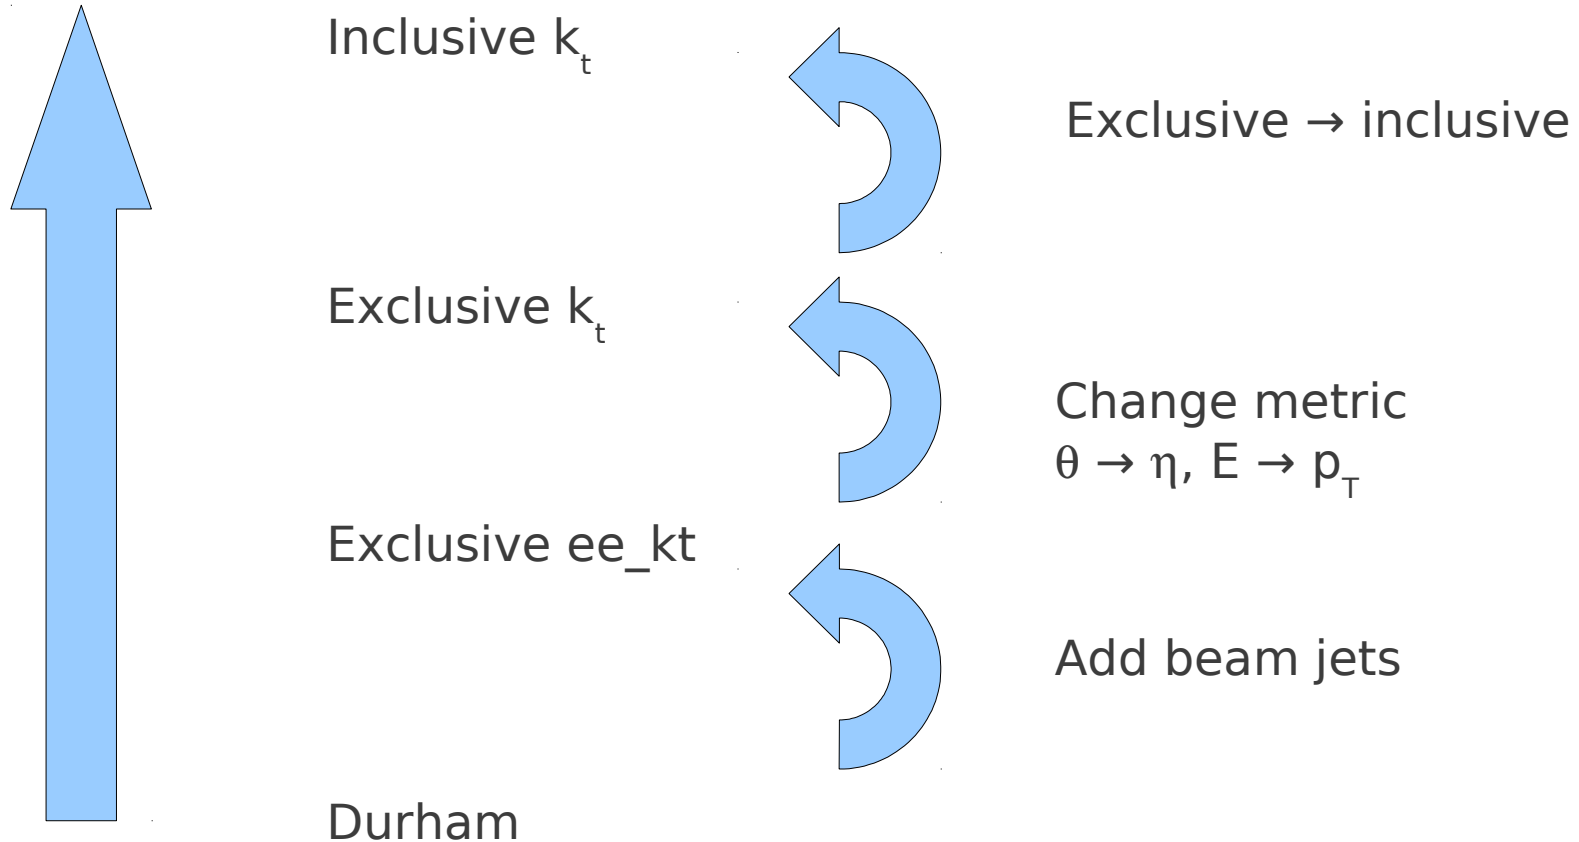 Inclusive kt
Exclusive → inclusive
Exclusive kt
Change metric
θ → η, E → pT
Exclusive ee_kt
Add beam jets
Durham